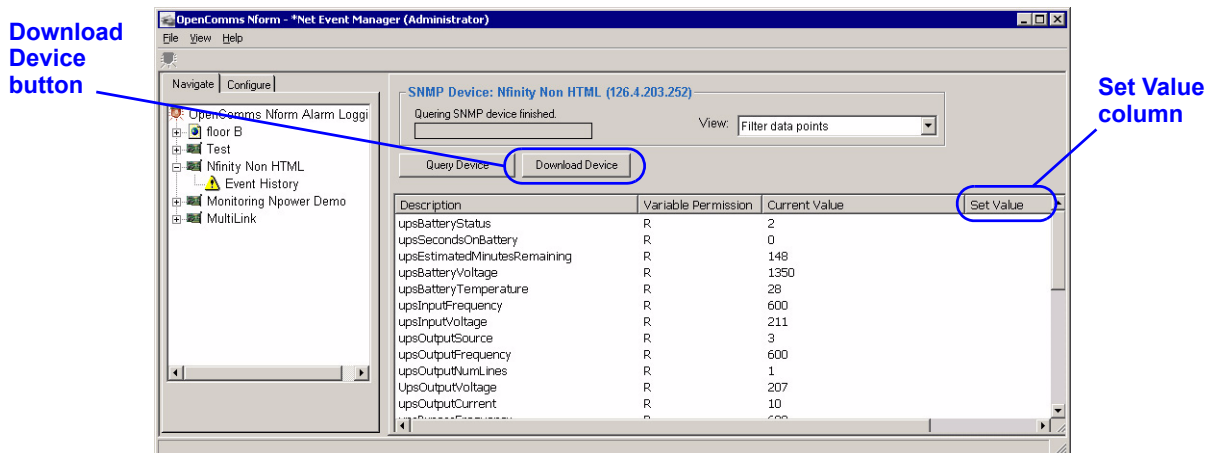 OpenComms Nform - *Net Event Manager (Administrator)
File View Help
Download
Device
button
Navigate Configure
OpenComms Nform Alarm Loggi
floor B
Test
Nfinity Non HTML
Event History
Monitoring Npower Demo
MultiLink
SNMP Device: Nfinity Non HTML (126.4.203.252)
Quering SNMP device finished.
View: Filter data points
Query Device Download Device
Set Value
column
Description Variable Permission Current Value Set Value
upsBatteryStatus R 2
upsSecondsOnBattery R 0
upsEstimatedMinutesRemaining R 148
upsBatteryVoltage R 1350
upsBatteryTemperature R 28
upsInputFrequency R 600
upsInputVoltage R 211
upsOutputSource R 3
upsOutputFrequency R 600
upsOutputNumLines R 1
UpsOutputVoltage R 207
upsOutputCurrent R 10